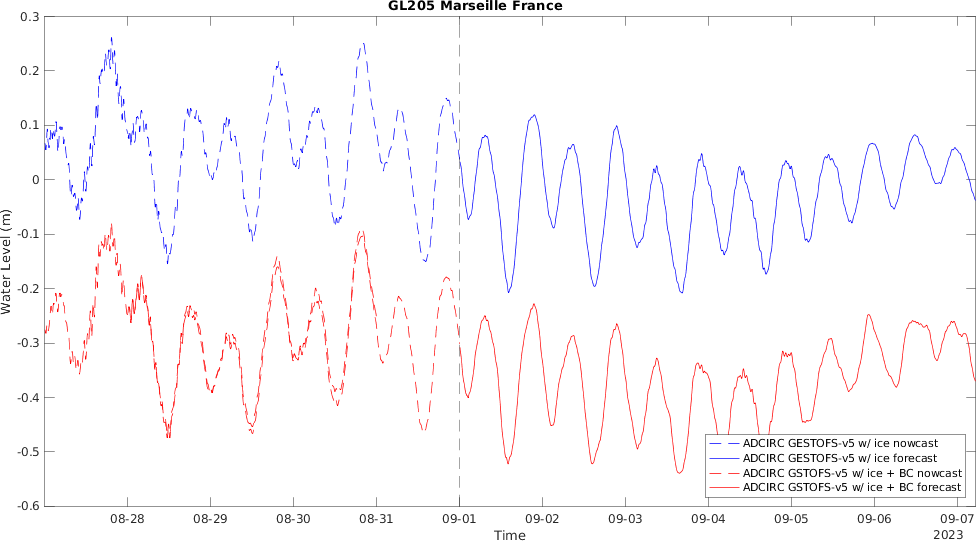 GL205 Marseille France
0.3
0.2
0.1
0
-0.1
-0.2
-0.3
-0.4
-0.5
-0.6
Water Level (m)
ADCIRC GESTOFS-v5 w/ ice nowcast
ADCIRC GESTOFS-v5 w/ ice forecast
ADCIRC GSTOFS-v5 w/ ice + BC nowcast
ADCIRC GSTOFS-v5 w/ ice + BC forecast
08-28 08-29 08-30 08-31 09-01 09-02 09-03 09-04 09-05 09-06 09-07
Time
2023